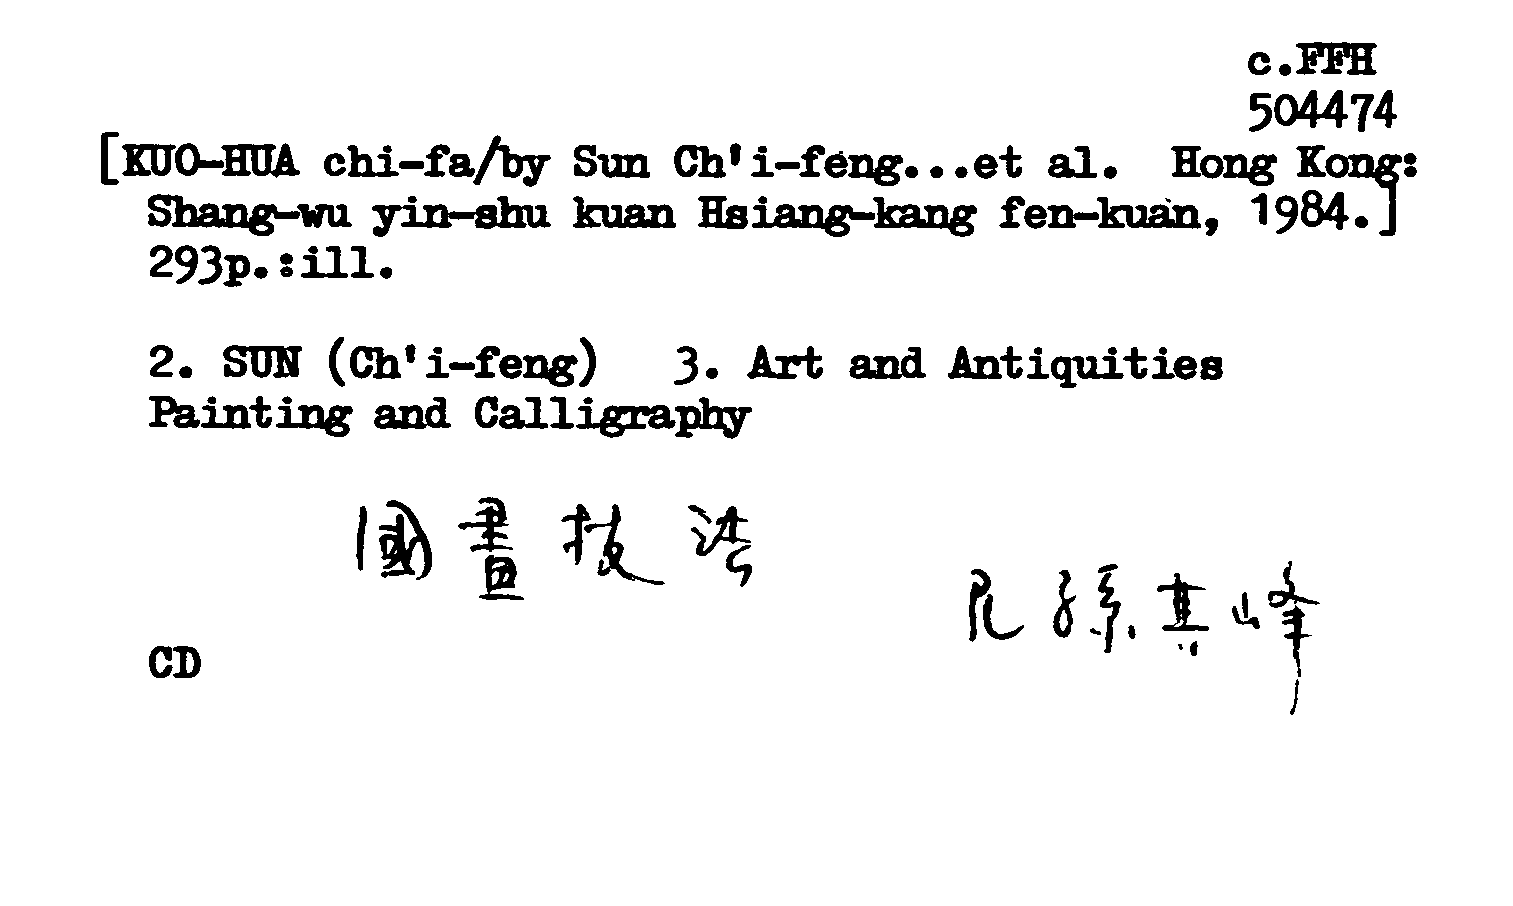 c.FFH
504474
[KUO-HUA chi-fa/by Sun Ch'i-feng...et al. Hong Kong:
Shang-wu yin-shu kuan Hsiang-kang fen-kuan, 1984.]
293p.:ill.
2. SUN (Ch'i-feng) 3. Art and Antiquities
Painting and Calligraphy
國畫技法
孫其峰
CD